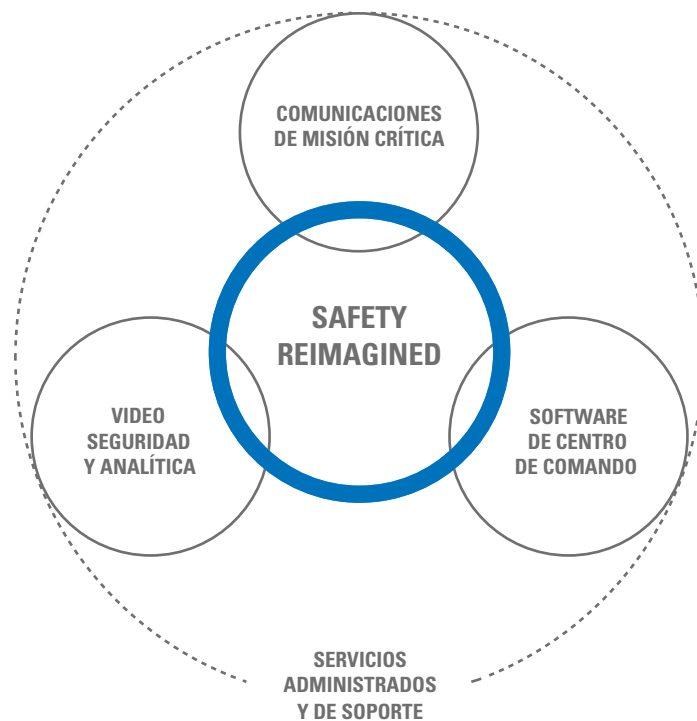 COMUNICACIONES
DE MISIÓN CRÍTICA
SAFETY
REIMAGINED
VIDEO
SEGURIDAD
Y ANALÍTICA
SOFTWARE
DE CENTRO
DE COMANDO
SERVICIOS
ADMINISTRADOS
Y DE SOPORTE